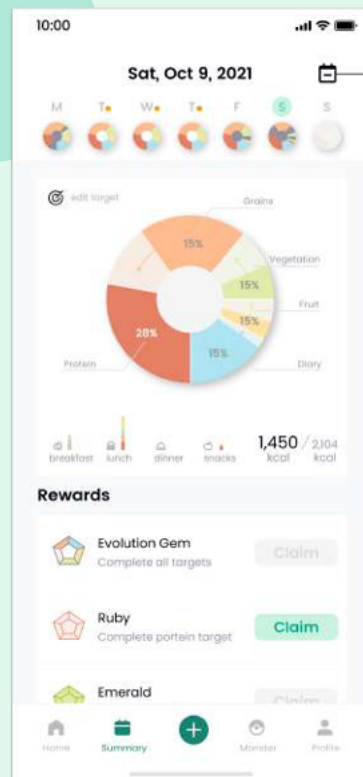 10:00
Sat, Oct 9, 2021
M T W T F S S
edit target
Grains
15%
Vegetation
15%
Fruit
15%
28%
15%
Protein
Diary
breakfast lunch dinner snacks
1,450 / 2,104
kcal kcal
Rewards
Evolution Gem
Complete all targets
Claim
Ruby
Complete portein target
Claim
Emerald
Claim
Home Summary Monster Profile